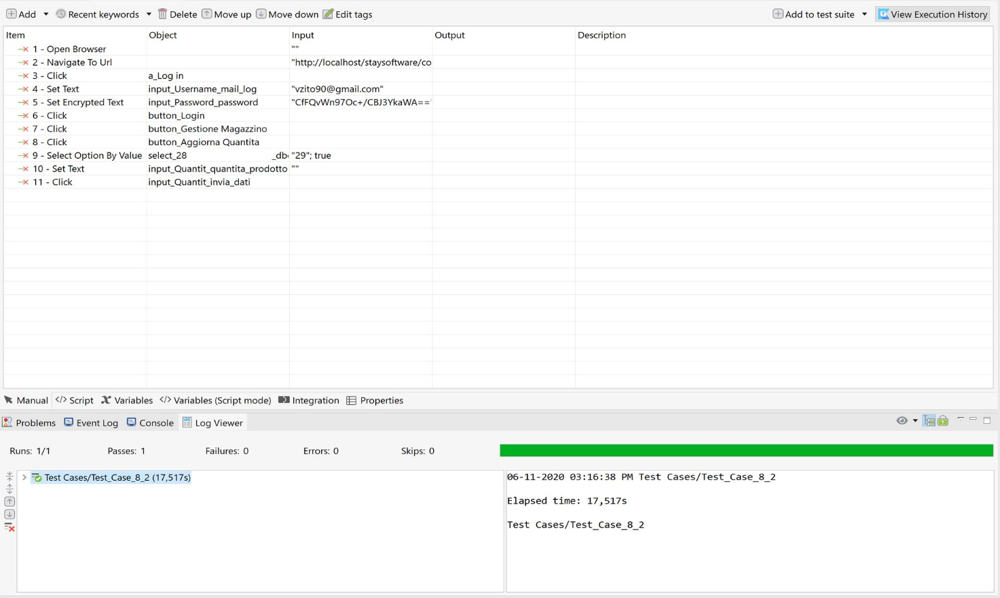 Add Recent keywords Delete Move up Move down Edit tags Add to test suite View Execution History
Item Object Input Output Description
1 - Open Browser ""
2 - Navigate To Url "http://localhost/staysoftware/co
3 - Click a_Log in
4 - Set Text input_Username_mail_log "vzito90@gmail.com"
5 - Set Encrypted Text input_Password_password "CfFQvWn97Oc+/CBJ3YkaWA=="
6 - Click button_Login
7 - Click button_Gestione Magazzino
8 - Click button_Aggiorna Quantita
9 - Select Option By Value select_28 _db "29"; true
10 - Set Text input_Quantit_quantita_prodotto ""
11 - Click input_Quantit_invia_dati
Manual </> Script Variables </> Variables (Script mode) Integration Properties
Problems Event Log Console Log Viewer
Runs: 1/1 Passes: 1 Failures: 0 Errors: 0 Skips: 0
Test Cases/Test_Case_8_2 (17,517s)
06-11-2020 03:16:38 PM Test Cases/Test_Case_8_2
Elapsed time: 17,517s
Test Cases/Test_Case_8_2